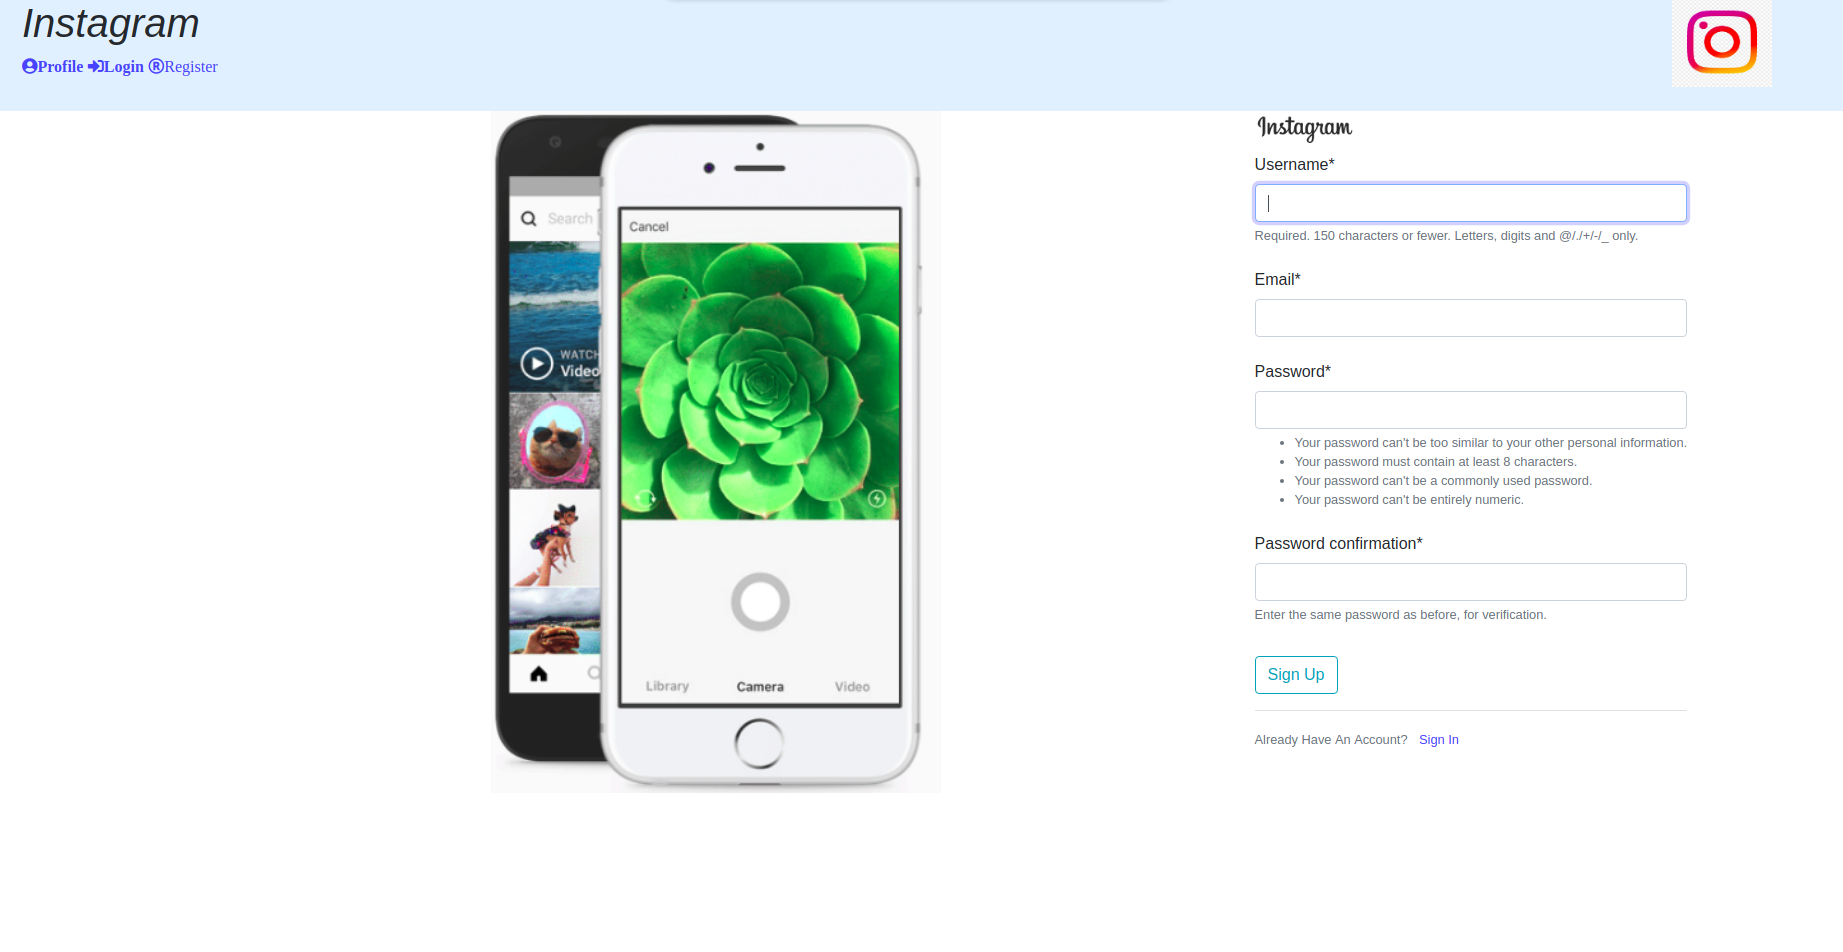 Instagram
Profile Login Register
Instagram
Username*
Required. 150 characters or fewer. Letters, digits and @/./+/-/_ only.
Email*
Password*
Your password can't be too similar to your other personal information.
Your password must contain at least 8 characters.
Your password can't be a commonly used password.
Your password can't be entirely numeric.
Password confirmation*
Enter the same password as before, for verification.
Sign Up
Already Have An Account? Sign In
Search
WATCH
Video
Cancel
Library Camera Video